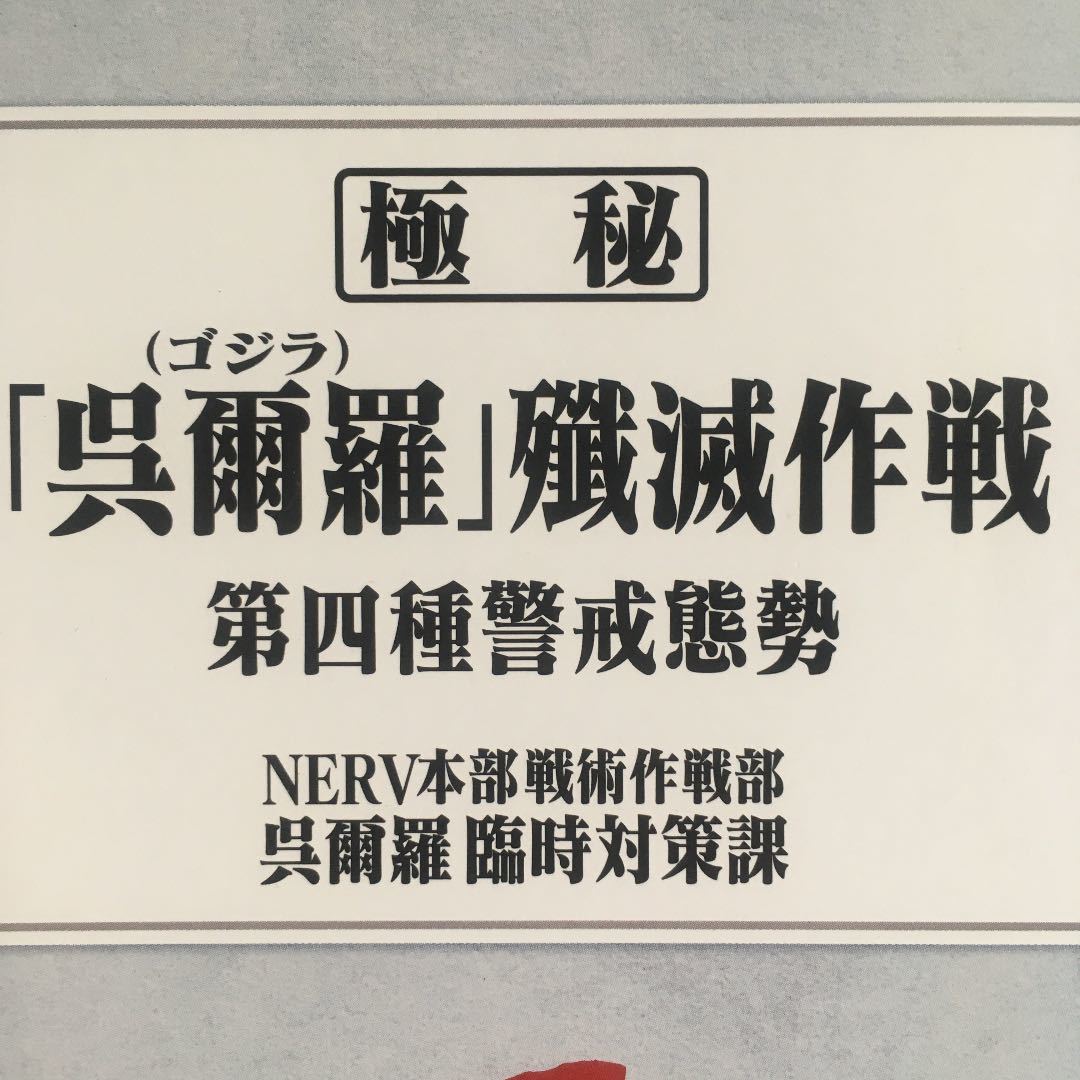 極 秘
(ゴジラ)
「呉爾羅」殲滅作戦
第四種警戒態勢
NERV本部戦術作戦部
呉爾羅臨時対策課